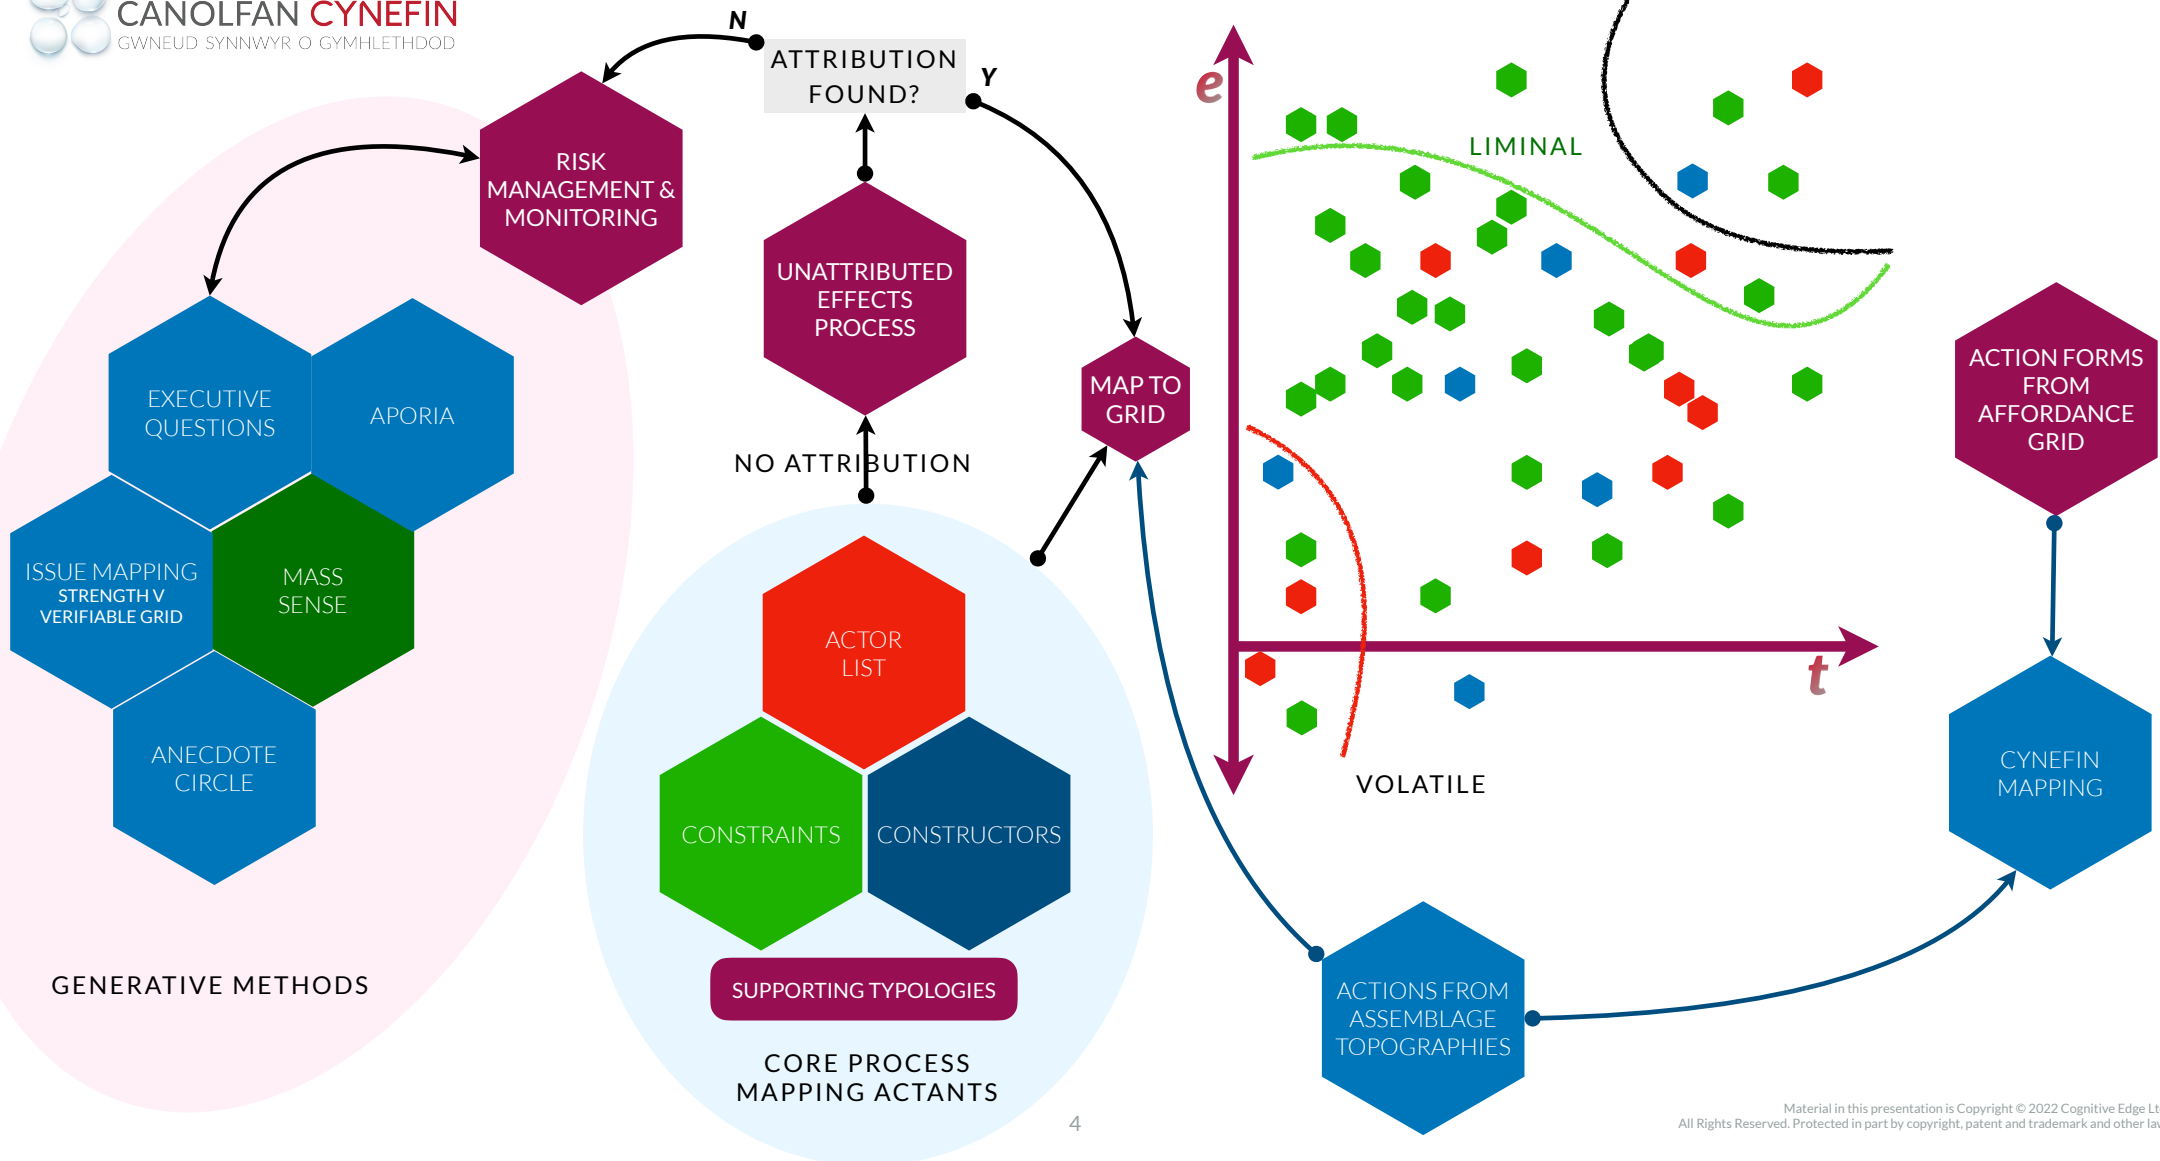 CANOLFAN CYNEFIN
GWNEUD SYNNWYR O GYMHLETHDOD
N
ATTRIBUTION
FOUND?
Y
RISK
MANAGEMENT &
MONITORING
UNATTRIBUTED
EFFECTS
PROCESS
NO ATTRIBUTION
MAP TO
GRID
EXECUTIVE
QUESTIONS
APORIA
ISSUE MAPPING
STRENGTH V
VERIFIABLE GRID
MASS
SENSE
ANECDOTE
CIRCLE
GENERATIVE METHODS
ACTOR
LIST
CONSTRAINTS
CONSTRUCTORS
SUPPORTING TYPOLOGIES
CORE PROCESS
MAPPING ACTANTS
e
LIMINAL
t
VOLATILE
ACTION FORMS
FROM
AFFORDANCE
GRID
CYNEFIN
MAPPING
ACTIONS FROM
ASSEMBLAGE
TOPOGRAPHIES
4
Material in this presentation is Copyright © 2022 Cognitive Edge Lt
All Rights Reserved. Protected in part by copyright, patent and trademark and other law